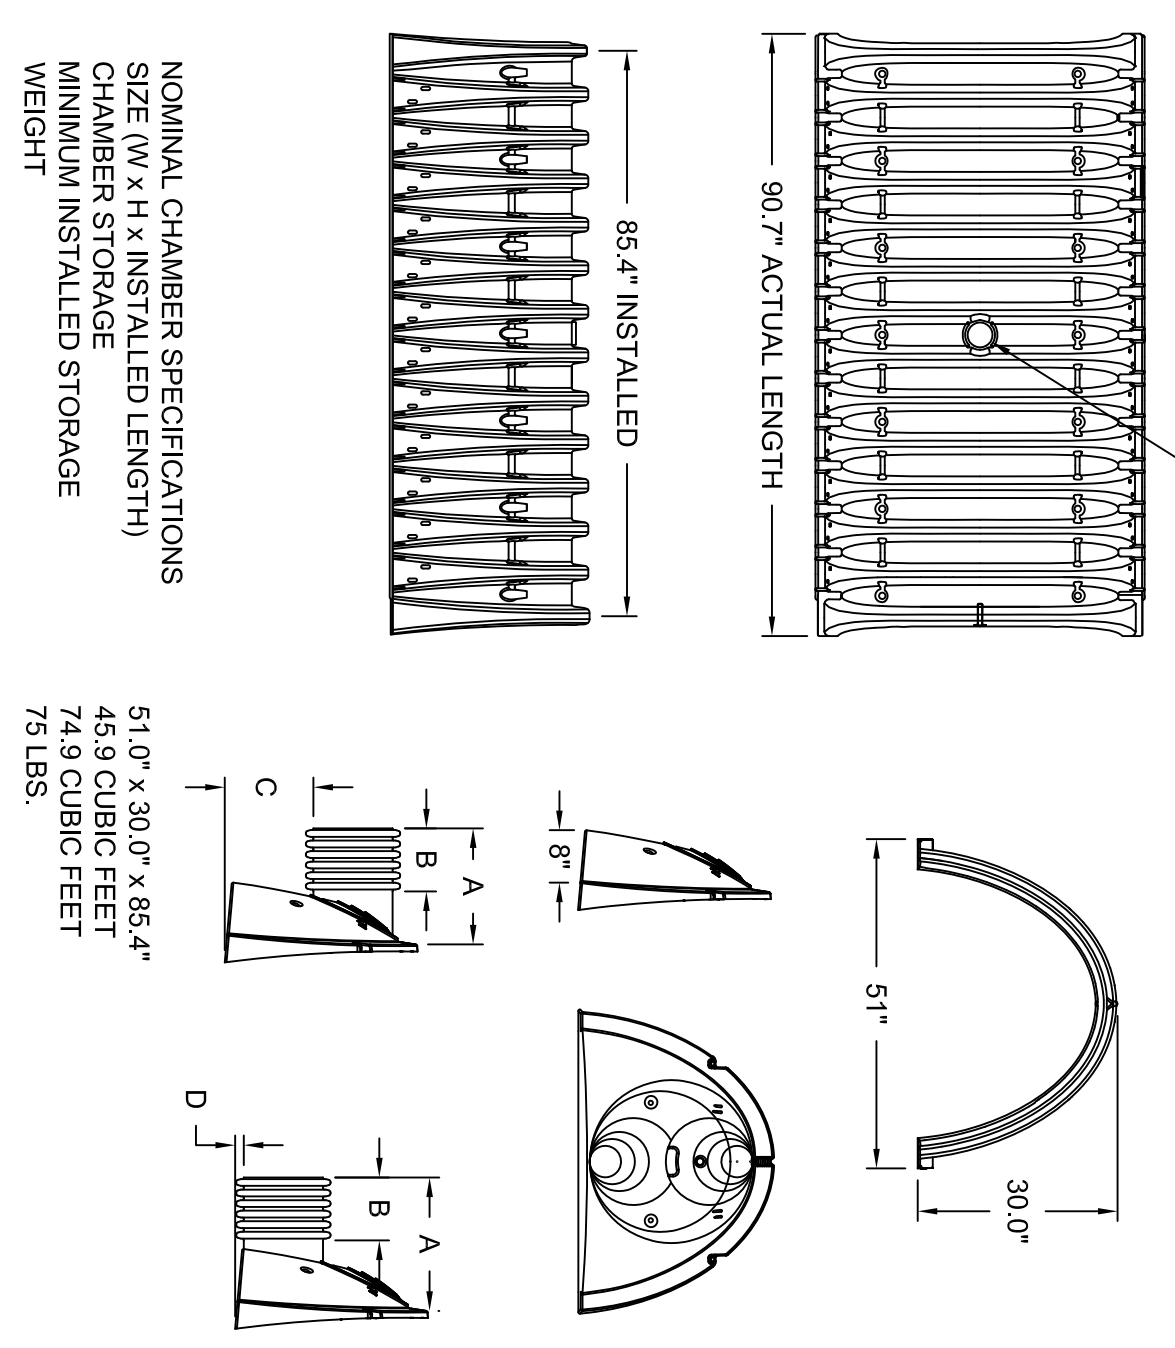 90.7" ACTUAL LENGTH
51"
30.0"
85.4" INSTALLED
8"
A
B
C
A
B
D
NOMINAL CHAMBER SPECIFICATIONS
SIZE (W x H x INSTALLED LENGTH) 51.0" x 30.0" x 85.4"
CHAMBER STORAGE 45.9 CUBIC FEET
MINIMUM INSTALLED STORAGE 74.9 CUBIC FEET
WEIGHT 75 LBS.